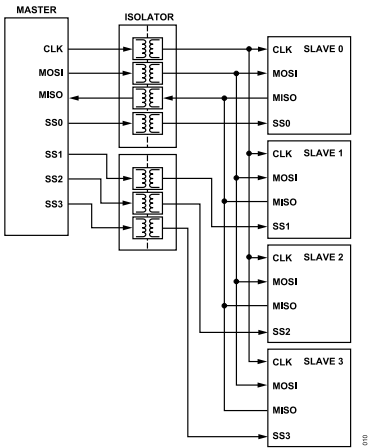 MASTER
ISOLATOR
CLK
MOSI
MISO
SS0
SS1
SS2
SS3
CLK SLAVE 0
MOSI
MISO
SS0
CLK SLAVE 1
MOSI
MISO
SS1
CLK SLAVE 2
MOSI
MISO
SS2
CLK SLAVE 3
MOSI
MISO
SS3
010